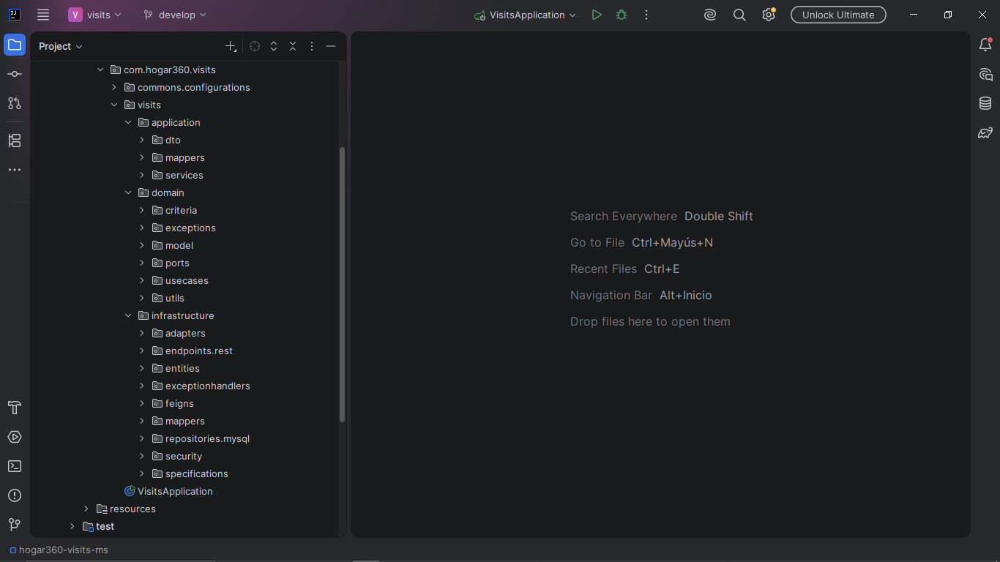 IJ V visits develop VisitsApplication Unlock Ultimate
Project
com.hogar360.visits
commons.configurations
visits
application
dto
mappers
services
domain
criteria
exceptions
model
ports
usecases
utils
infrastructure
adapters
endpoints.rest
entities
exceptionhandlers
feigns
mappers
repositories.mysql
security
specifications
VisitsApplication
resources
test
Search Everywhere Double Shift
Go to File Ctrl+Mayús+N
Recent Files Ctrl+E
Navigation Bar Alt+Inicio
Drop files here to open them
hogar360-visits-ms